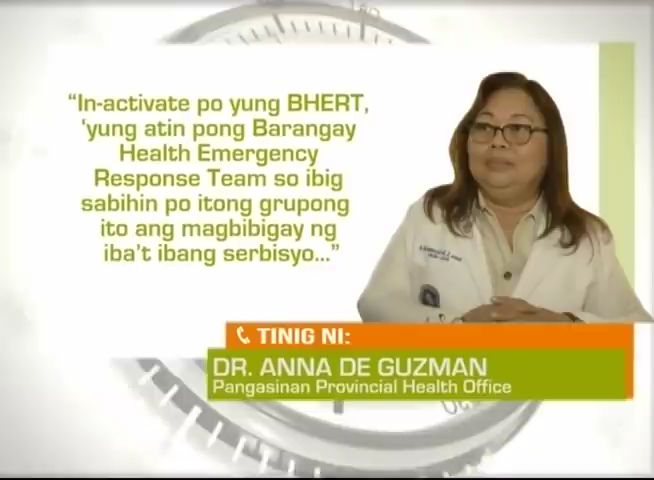 “In-activate po yung BHERT,
‘yung atin pong Barangay
Health Emergency
Response Team so ibig
sabihin po itong grupong
ito ang magbibigay ng
iba’t ibang serbisyo...”
TINIG NI:
DR. ANNA DE GUZMAN
Pangasinan Provincial Health Office